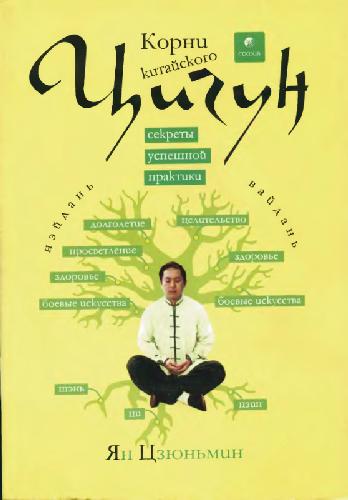 Корни
китайского
Цигун
СОФИЯ
секреты
успешной
практики
нэйдань
вайдань
долголетие
целительство
просветление
здоровье
здоровье
боевые искусства
боевые искусства
шэнь
ци
цзин
Ян Цзюньмин